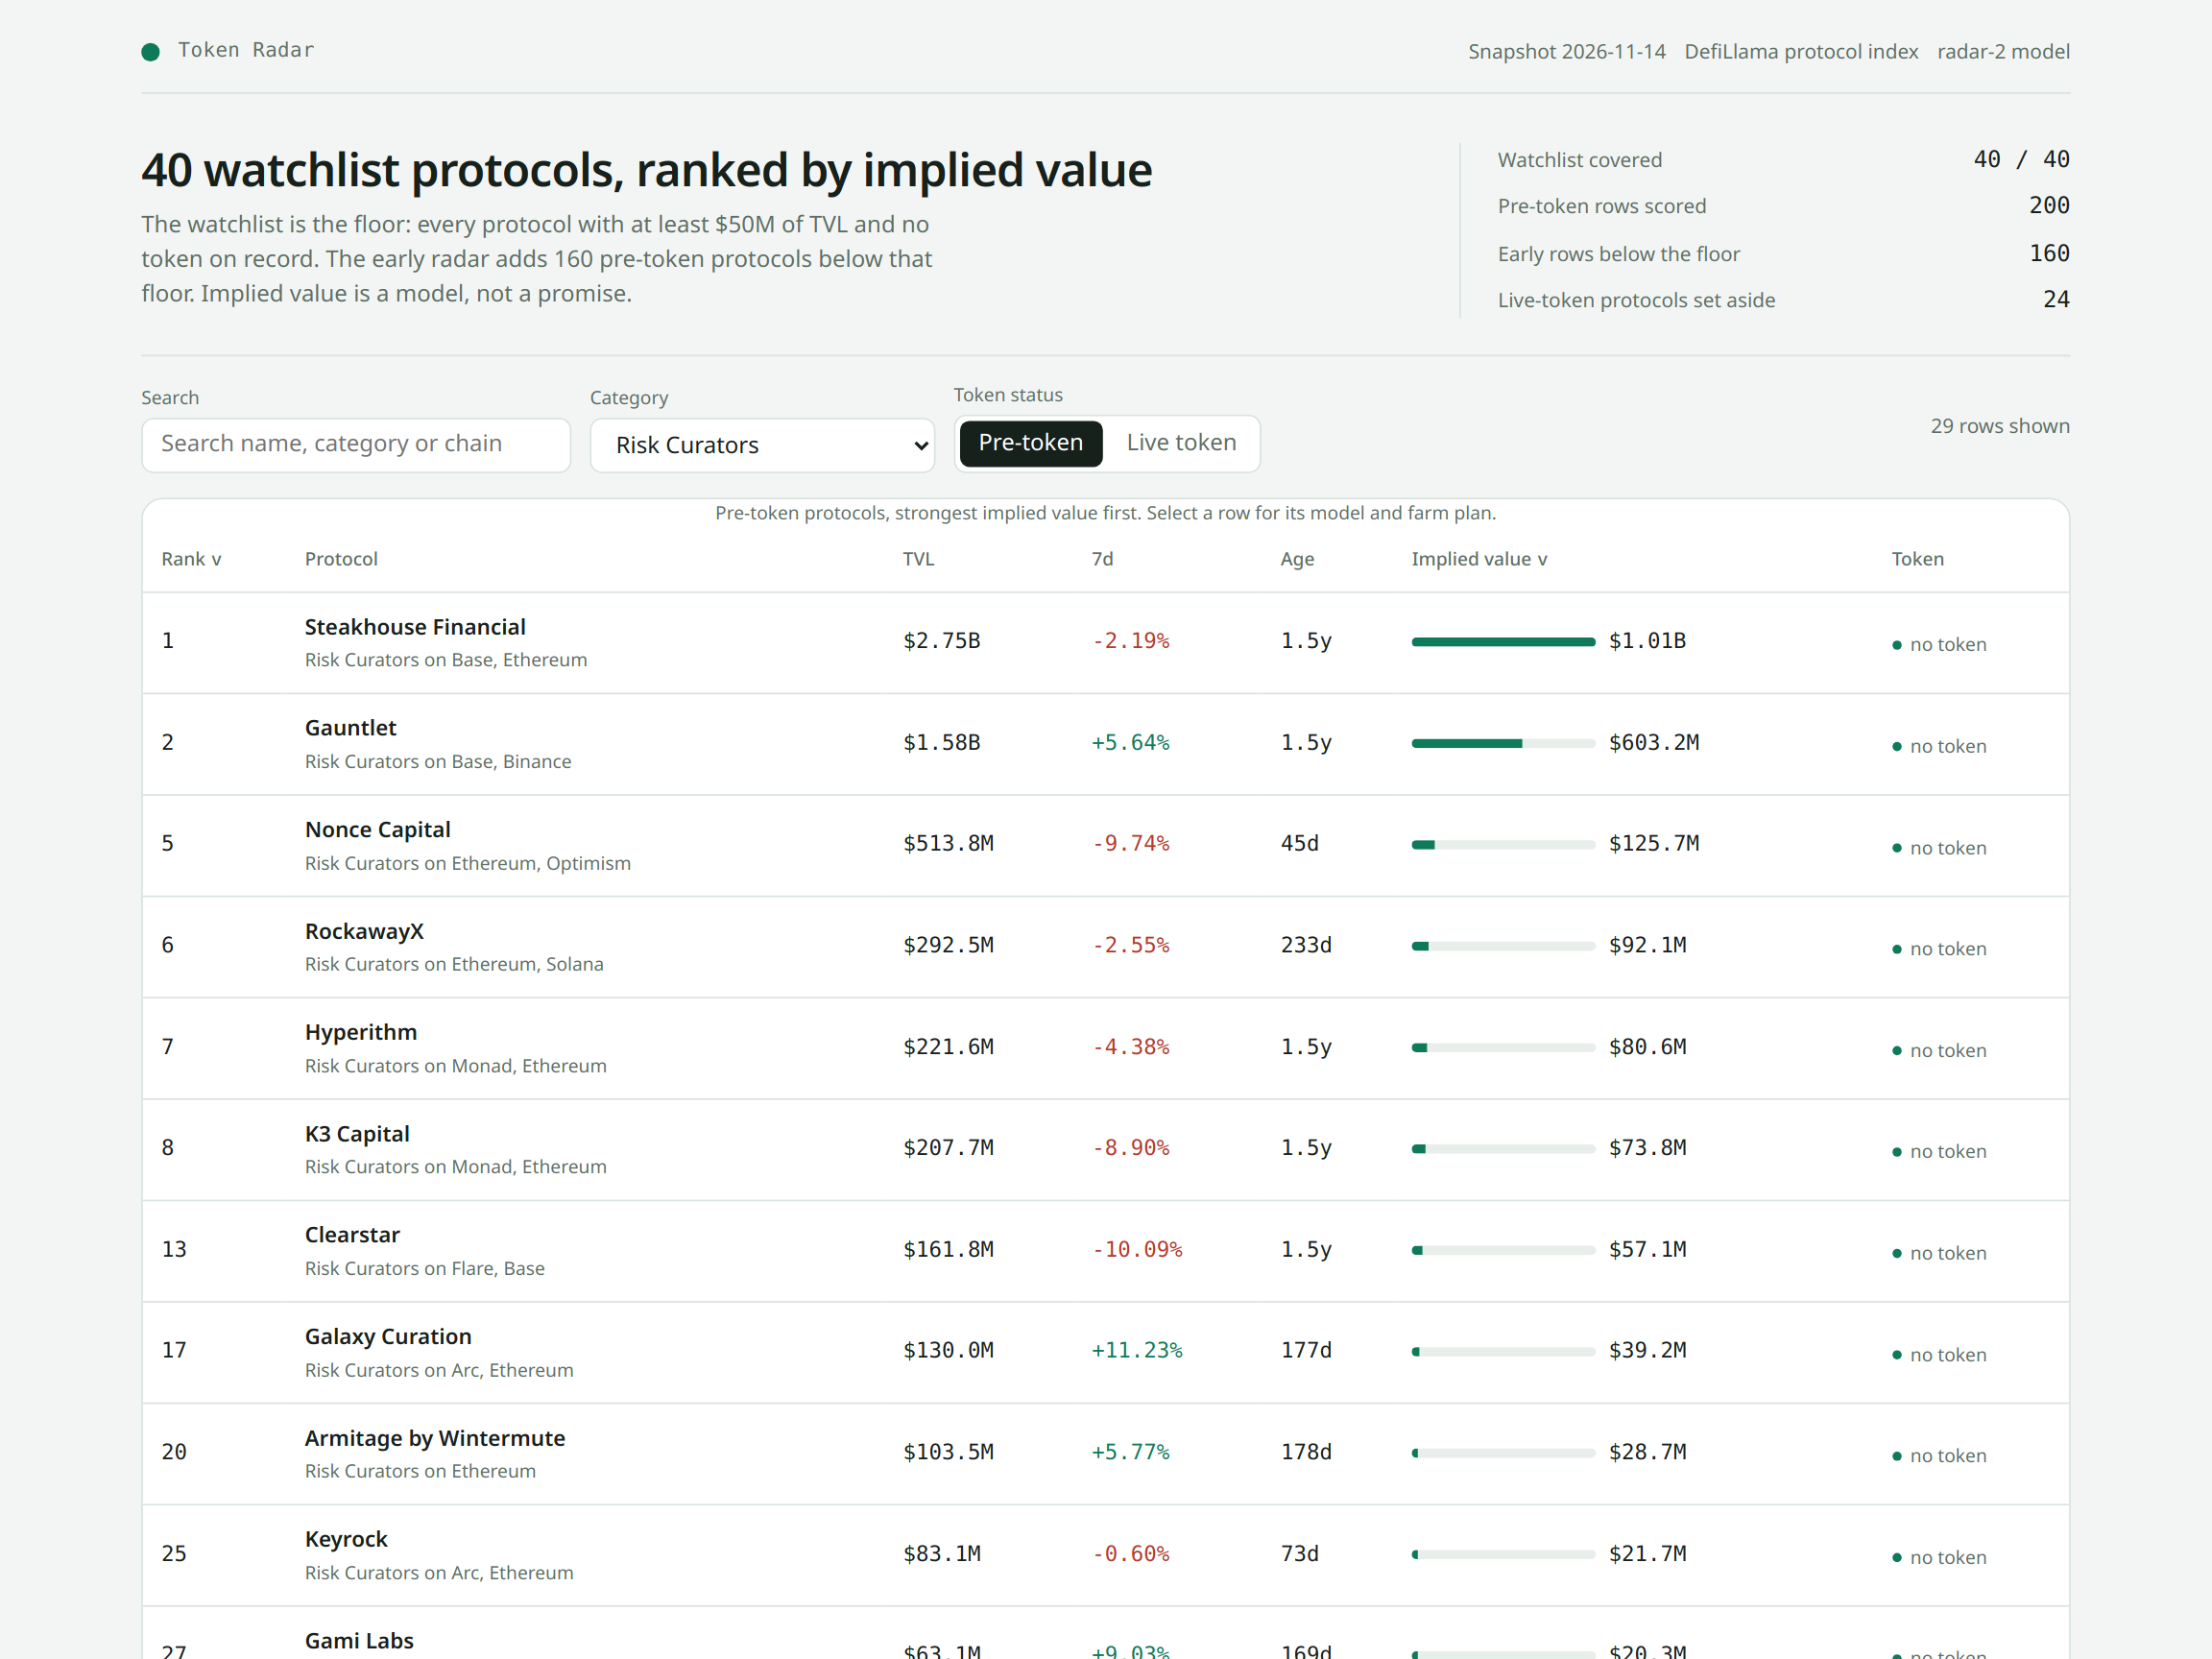 Token Radar
Snapshot 2026-11-14 DefiLlama protocol index radar-2 model
40 watchlist protocols, ranked by implied value
The watchlist is the floor: every protocol with at least $50M of TVL and no
token on record. The early radar adds 160 pre-token protocols below that
floor. Implied value is a model, not a promise.
Watchlist covered 40 / 40
Pre-token rows scored 200
Early rows below the floor 160
Live-token protocols set aside 24
Search
Category
Token status
Search name, category or chain
Risk Curators
Pre-token
Live token
29 rows shown
Pre-token protocols, strongest implied value first. Select a row for its model and farm plan.
Rank v Protocol TVL 7d Age Implied value v Token
1 Steakhouse Financial $2.75B -2.19% 1.5y $1.01B no token
Risk Curators on Base, Ethereum
2 Gauntlet $1.58B +5.64% 1.5y $603.2M no token
Risk Curators on Base, Binance
5 Nonce Capital $513.8M -9.74% 45d $125.7M no token
Risk Curators on Ethereum, Optimism
6 RockawayX $292.5M -2.55% 233d $92.1M no token
Risk Curators on Ethereum, Solana
7 Hyperithm $221.6M -4.38% 1.5y $80.6M no token
Risk Curators on Monad, Ethereum
8 K3 Capital $207.7M -8.90% 1.5y $73.8M no token
Risk Curators on Monad, Ethereum
13 Clearstar $161.8M -10.09% 1.5y $57.1M no token
Risk Curators on Flare, Base
17 Galaxy Curation $130.0M +11.23% 177d $39.2M no token
Risk Curators on Arc, Ethereum
20 Armitage by Wintermute $103.5M +5.77% 178d $28.7M no token
Risk Curators on Ethereum
25 Keyrock $83.1M -0.60% 73d $21.7M no token
Risk Curators on Arc, Ethereum
27 Gami Labs $63.1M +9.03% 169d $20.3M no token